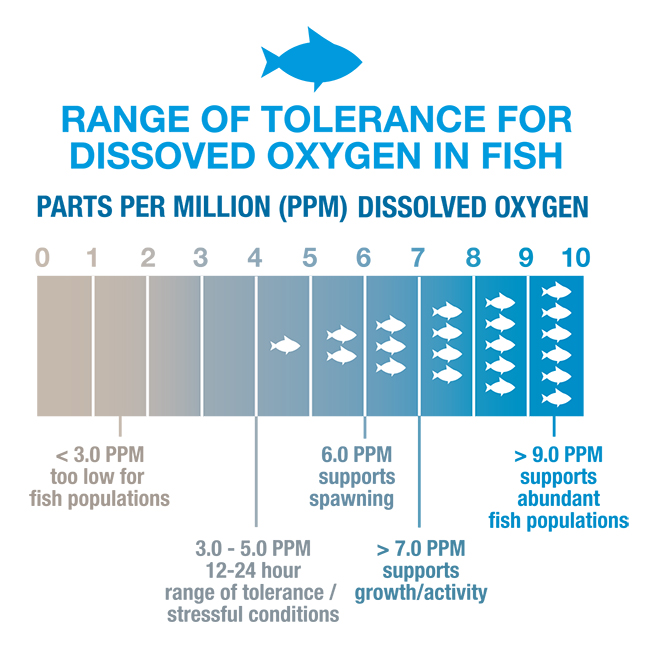 RANGE OF TOLERANCE FOR
DISSOVED OXYGEN IN FISH
PARTS PER MILLION (PPM) DISSOLVED OXYGEN
0 1 2 3 4 5 6 7 8 9 10
< 3.0 PPM
too low for
fish populations
3.0 - 5.0 PPM
12-24 hour
range of tolerance /
stressful conditions
6.0 PPM
supports
spawning
> 7.0 PPM
supports
growth/activity
> 9.0 PPM
supports
abundant
fish populations